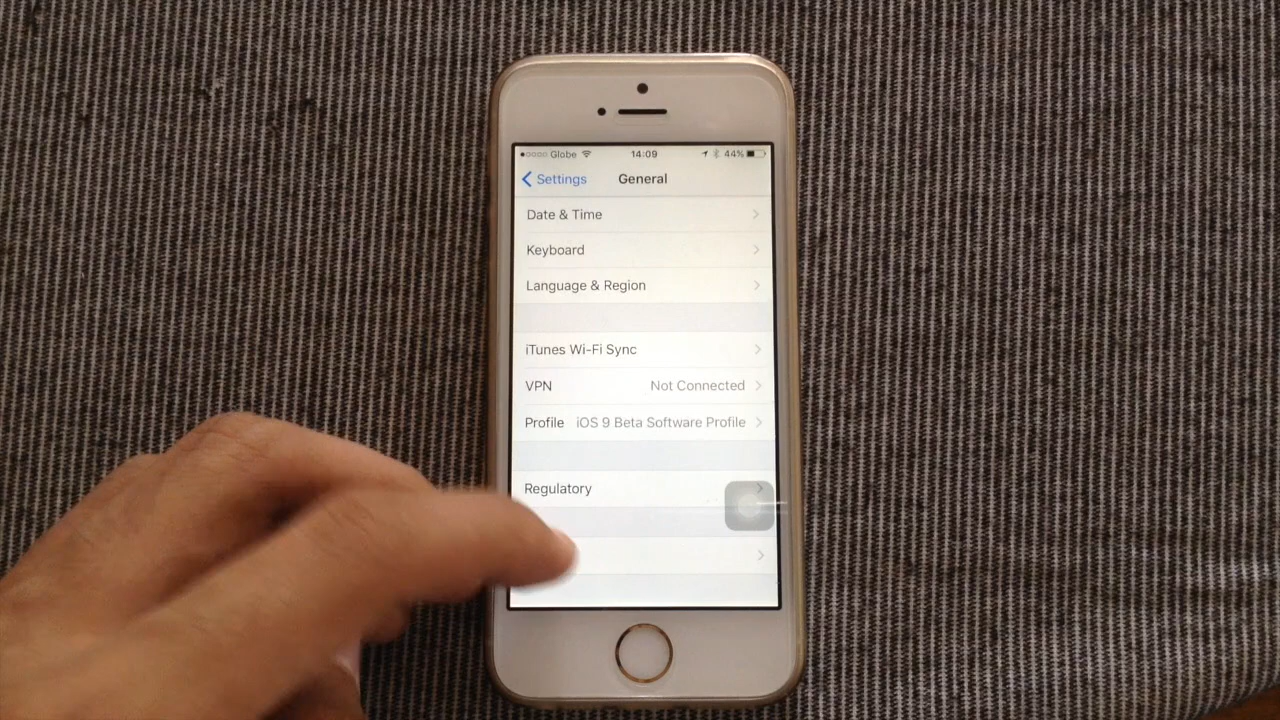 Globe 14:09 44%
Settings General
Date & Time
Keyboard
Language & Region
iTunes Wi-Fi Sync
VPN Not Connected
Profile iOS 9 Beta Software Profile
Regulatory